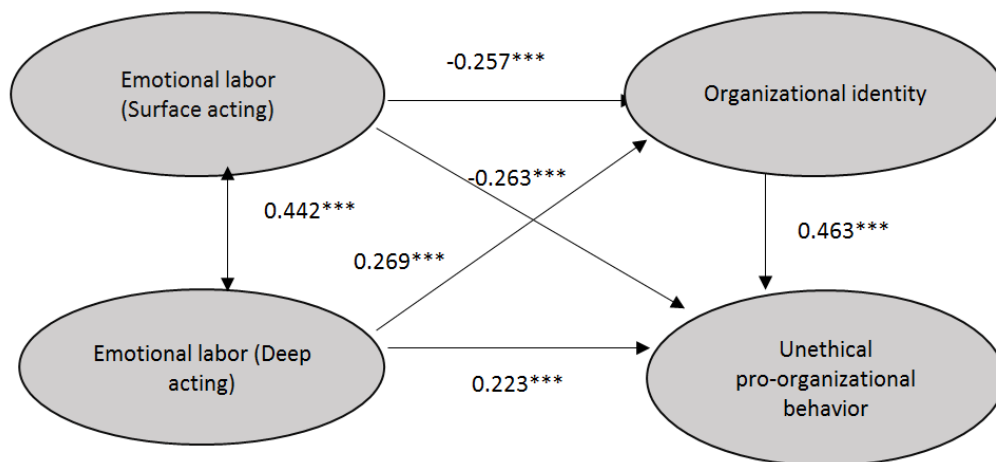 Emotional labor
(Surface acting)
-0.257***
Organizational identity
-0.263***
0.442***
0.269***
0.463***
Emotional labor (Deep
acting)
0.223***
Unethical
pro-organizational
behavior